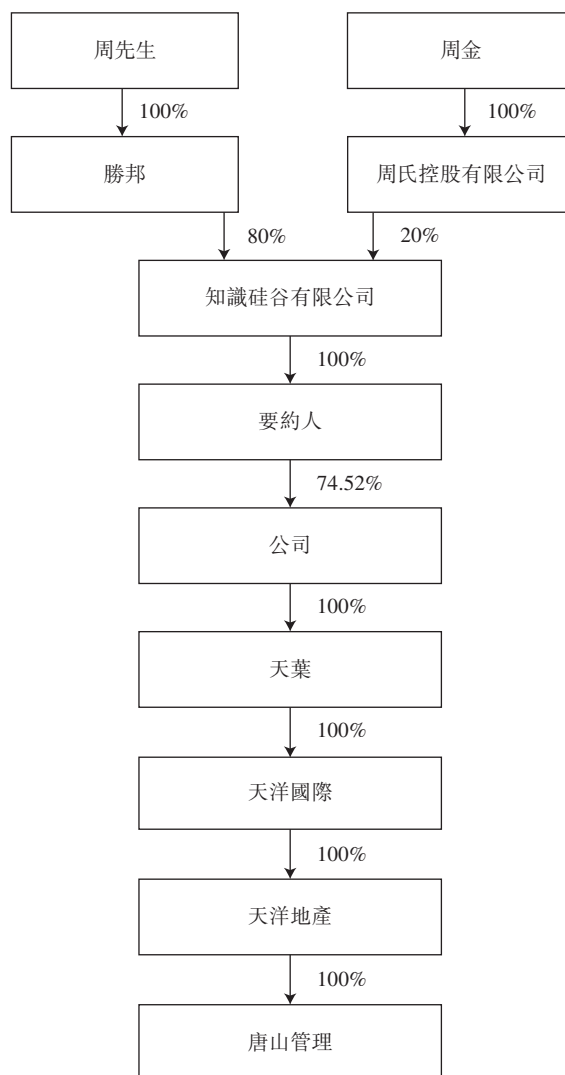 周先生
周金
100%
100%
勝邦
周氏控股有限公司
80%
20%
知識硅谷有限公司
100%
要約人
74.52%
公司
100%
天葉
100%
天洋國際
100%
天洋地產
100%
唐山管理